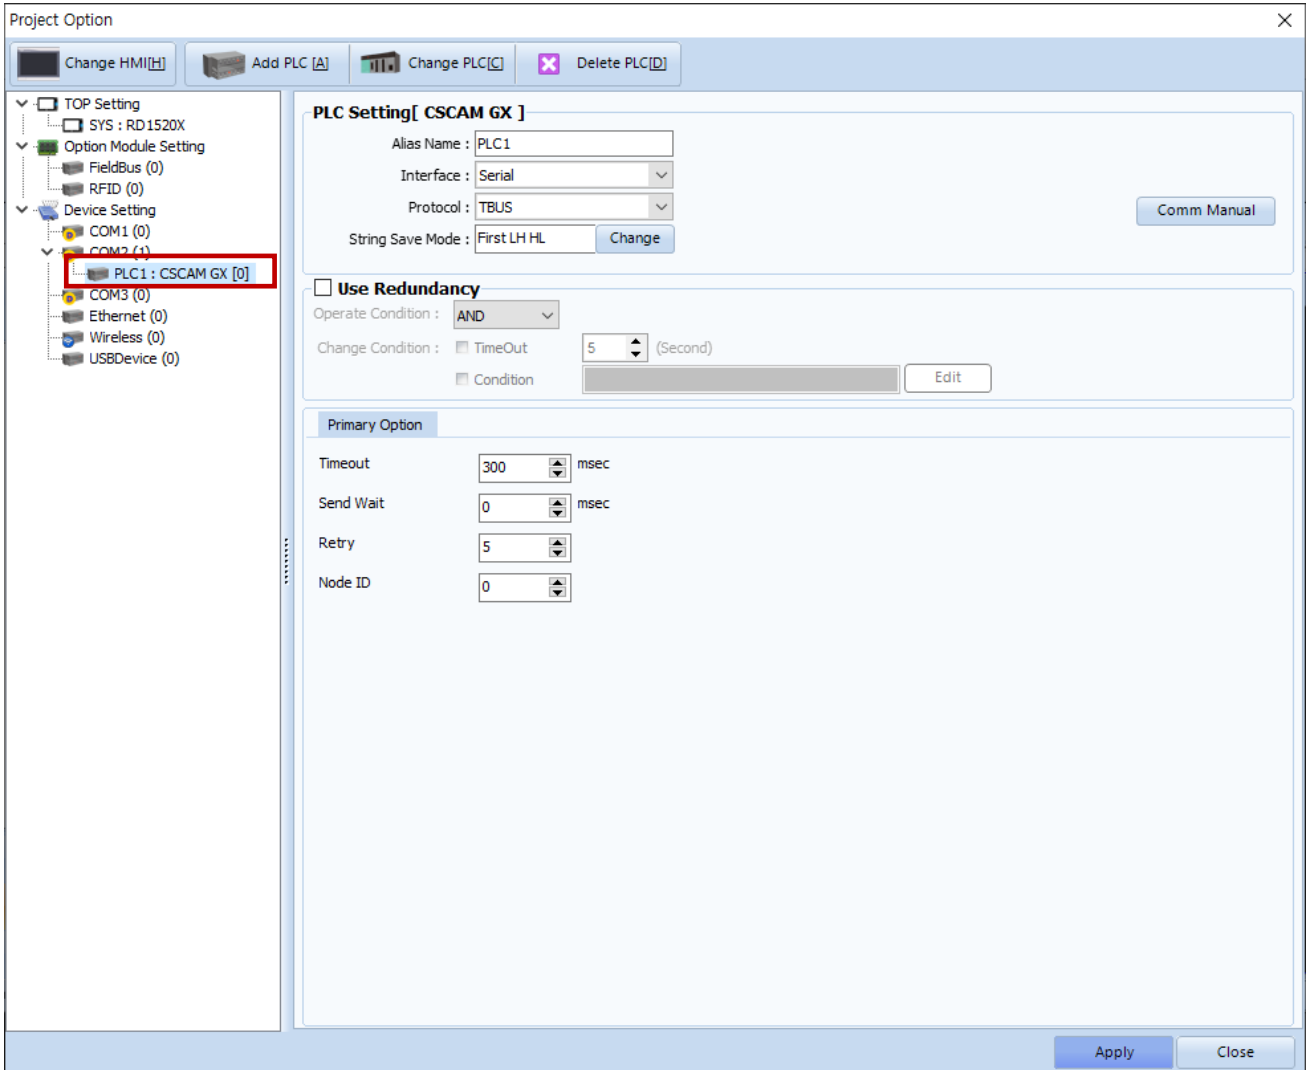 Project Option
Change HMI[H]
Add PLC [A]
Change PLC[C]
Delete PLC[D]
TOP Setting
SYS : RD1520X
Option Module Setting
FieldBus (0)
RFID (0)
Device Setting
COM1 (0)
COM2 (1)
PLC1 : CSCAM GX [0]
COM3 (0)
Ethernet (0)
Wireless (0)
USBDevice (0)
PLC Setting[ CSCAM GX ]
Alias Name : PLC1
Interface : Serial
Protocol : TBUS
Comm Manual
String Save Mode : First LH HL Change
Use Redundancy
Operate Condition : AND
Change Condition : TimeOut 5 (Second)
Condition Edit
Primary Option
Timeout 300 msec
Send Wait 0 msec
Retry 5
Node ID 0
Apply
Close